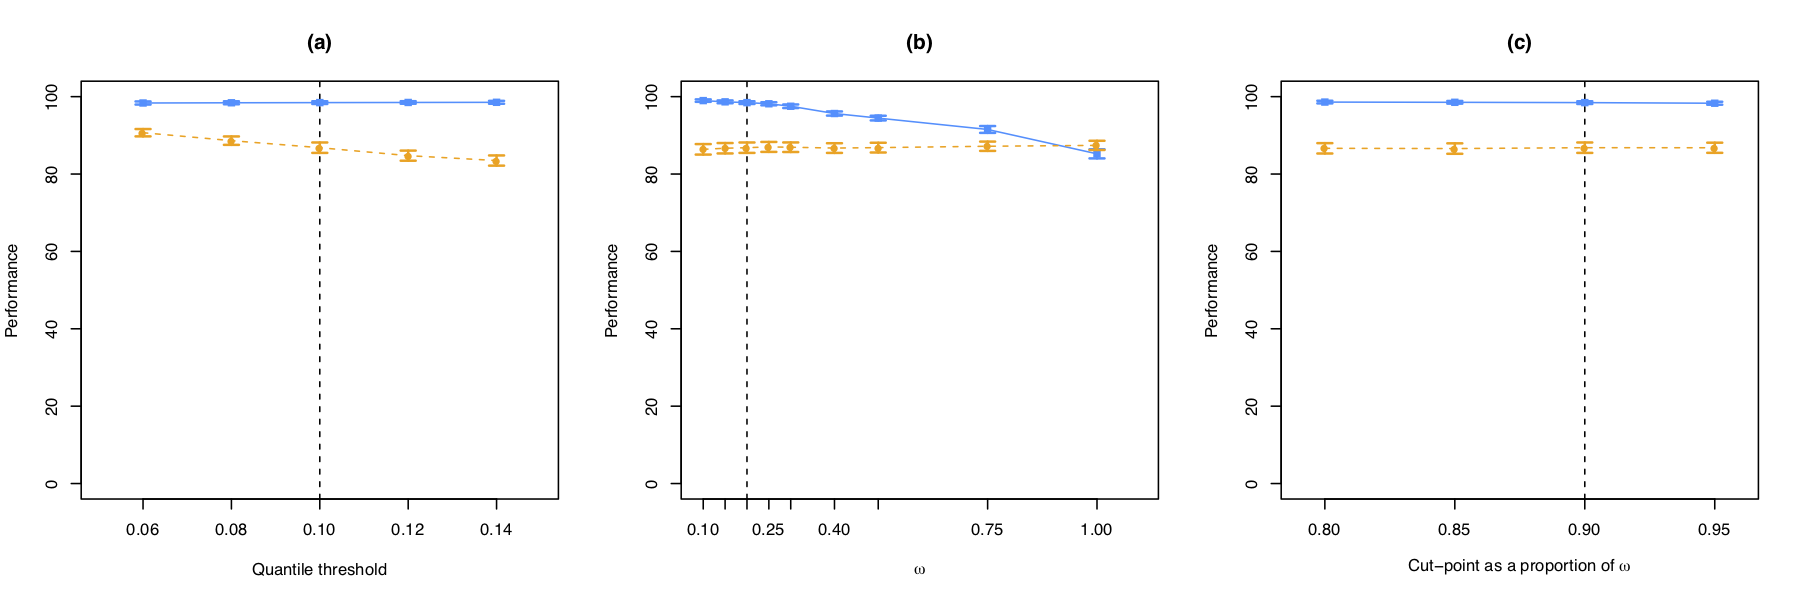 (a)
Performance
100
80
60
40
20
0
0.06 0.08 0.10 0.12 0.14
Quantile threshold
(b)
Performance
100
80
60
40
20
0
0.10 0.25 0.40 0.75 1.00
ω
(c)
Performance
100
80
60
40
20
0
0.80 0.85 0.90 0.95
Cut−point as a proportion of ω